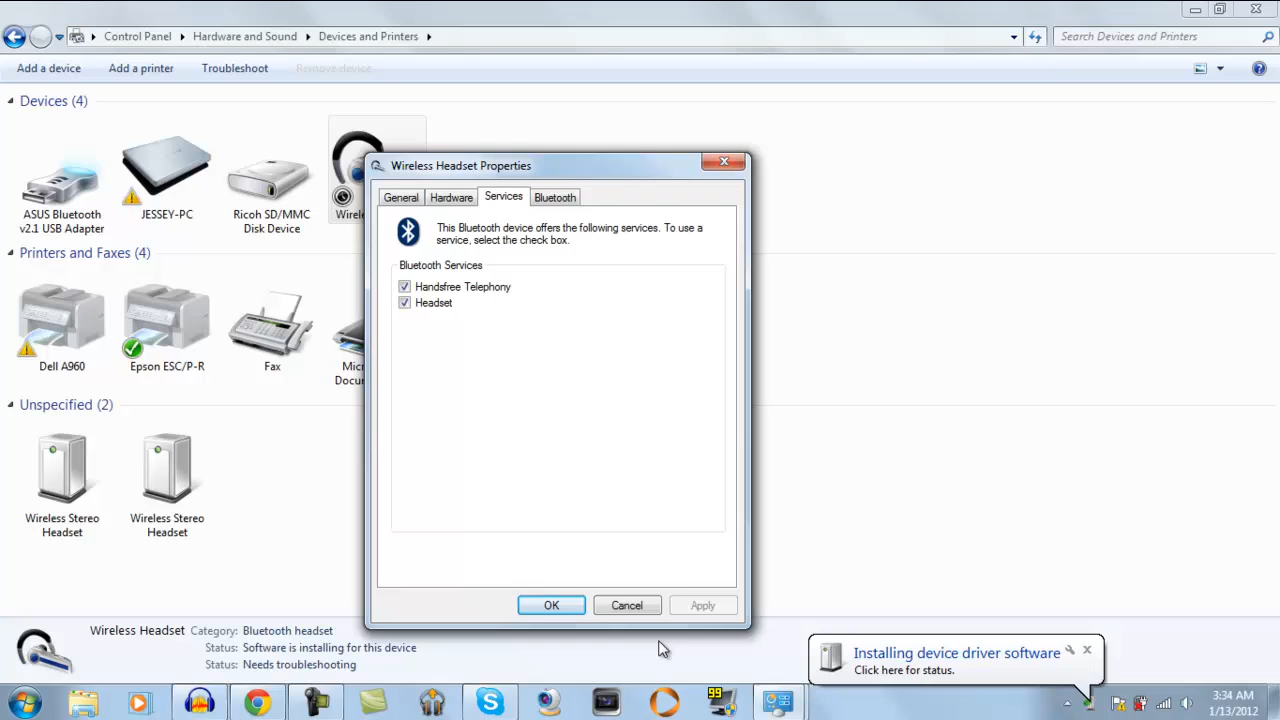 Control Panel
Hardware and Sound
Devices and Printers
Search Devices and Printers
Add a device
Add a printer
Troubleshoot
Remove device
Devices (4)
ASUS Bluetooth
v2.1 USB Adapter
JESSEY-PC
Ricoh SD/MMC
Disk Device
Wirele
Printers and Faxes (4)
Dell A960
Epson ESC/P-R
Fax
Micr
Docum
Unspecified (2)
Wireless Stereo
Headset
Wireless Stereo
Headset
Wireless Headset Properties
General
Hardware
Services
Bluetooth
This Bluetooth device offers the following services. To use a
service, select the check box.
Bluetooth Services
Handsfree Telephony
Headset
OK
Cancel
Apply
Wireless Headset
Category: Bluetooth headset
Status: Software is installing for this device
Status: Needs troubleshooting
Installing device driver software
Click here for status.
99
3:34 AM
1/13/2012